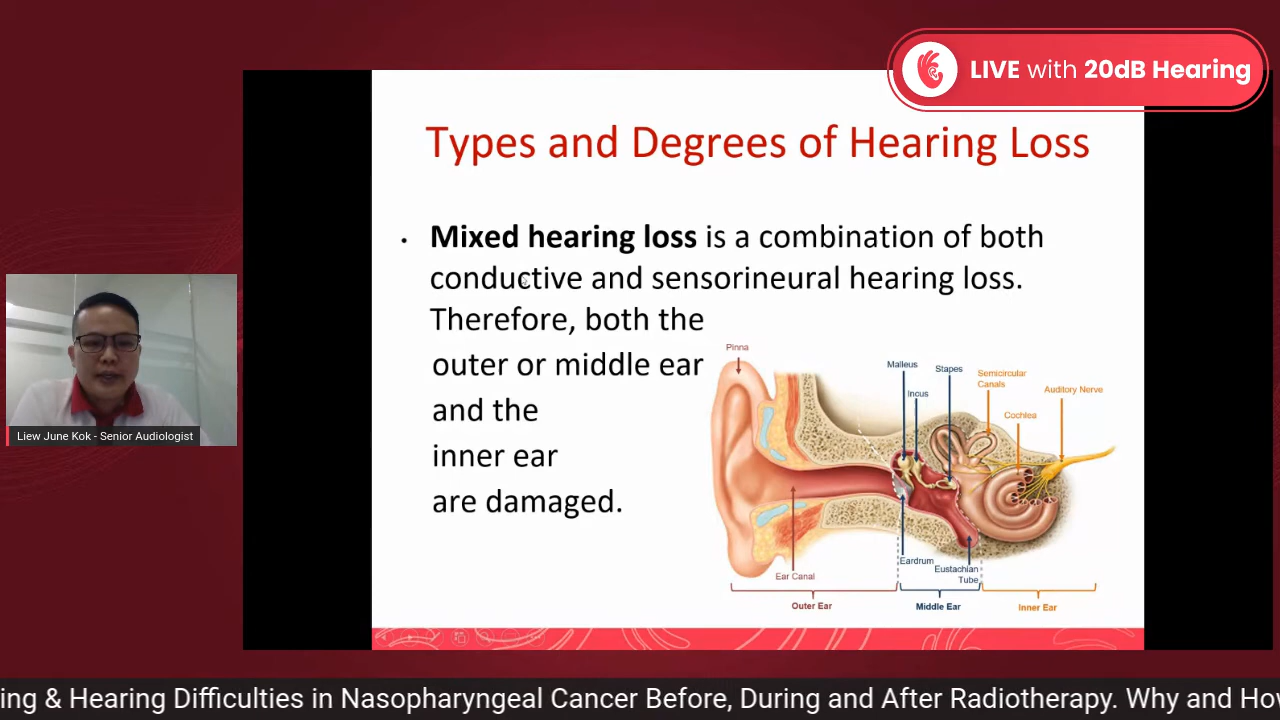 LIVE with 20dB Hearing
Types and Degrees of Hearing Loss
• Mixed hearing loss is a combination of both
conductive and sensorineural hearing loss.
Therefore, both the
outer or middle ear
and the
inner ear
are damaged.
Pinna
Malleus
Incus
Stapes
Semicircular
Canals
Cochlea
Auditory Nerve
Ear Canal
Eardrum
Eustachian
Tube
Outer Ear
Middle Ear
Inner Ear
Liew June Kok - Senior Audiologist
ing & Hearing Difficulties in Nasopharyngeal Cancer Before, During and After Radiotherapy. Why and Ho